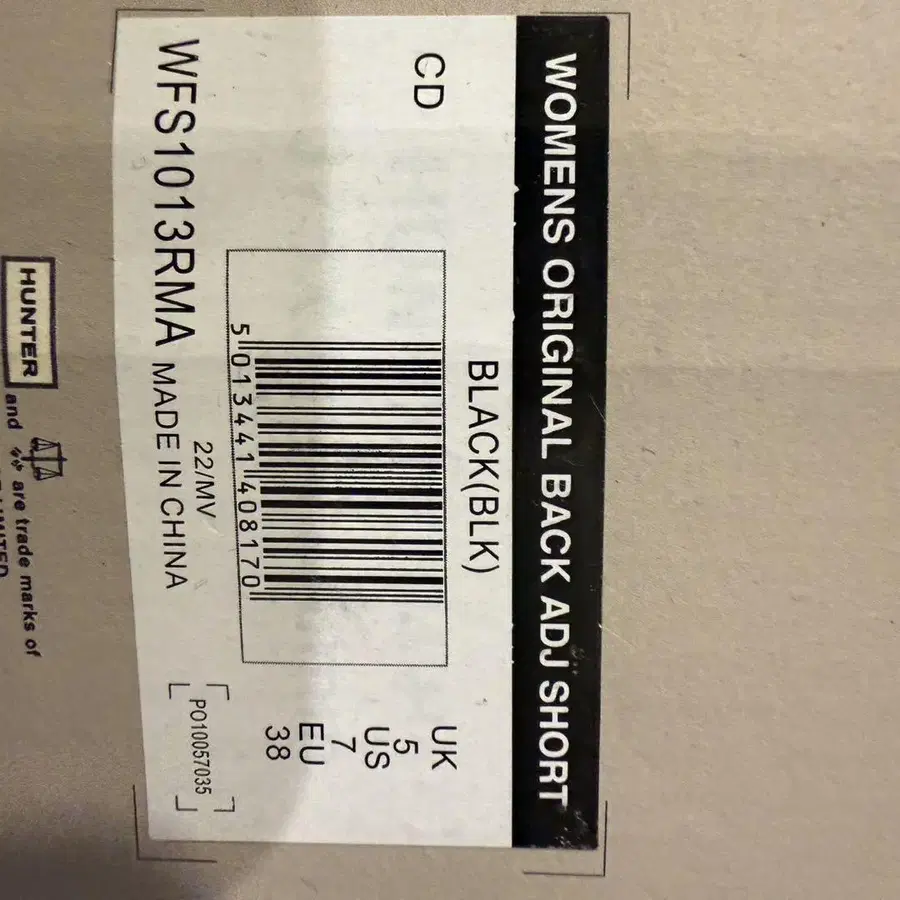 WOMENS ORIGINAL BACK ADJ SHORT
CD
BLACK(BLK)
UK
5
US
7
EU
38
5 013441 408170
22/MV
WFS1013RMA MADE IN CHINA
PO10057035
HUNTER
and are trade marks of
LIMITED